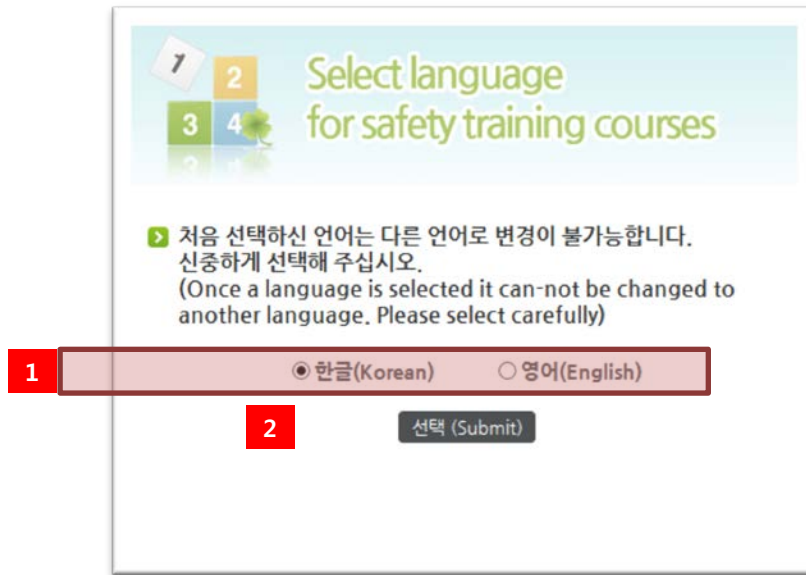 1 2
3 4
Select language
for safety training courses
처음 선택하신 언어는 다른 언어로 변경이 불가능합니다.
신중하게 선택해 주십시오.
(Once a language is selected it can-not be changed to
another language. Please select carefully)
1
한글(Korean) 영어(English)
2
선택 (Submit)